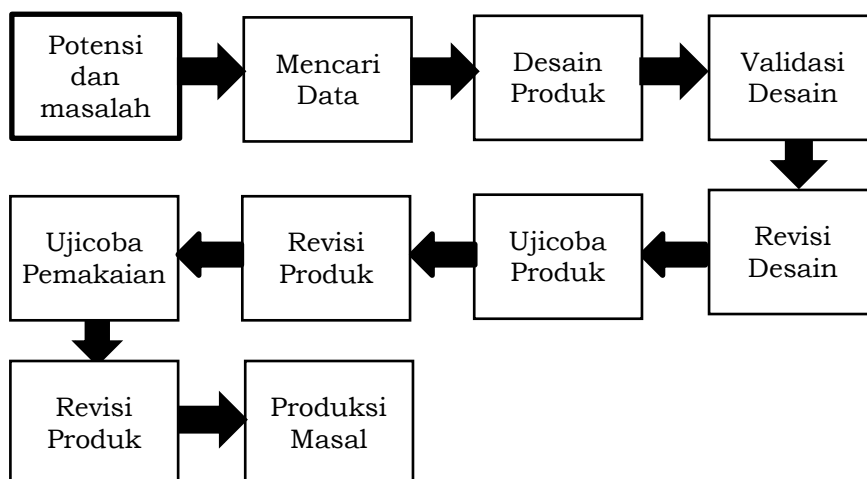 Potensi
dan
masalah
Mencari
Data
Desain
Produk
Validasi
Desain
Revisi
Desain
Ujicoba
Produk
Revisi
Produk
Ujicoba
Pemakaian
Revisi
Produk
Produksi
Masal